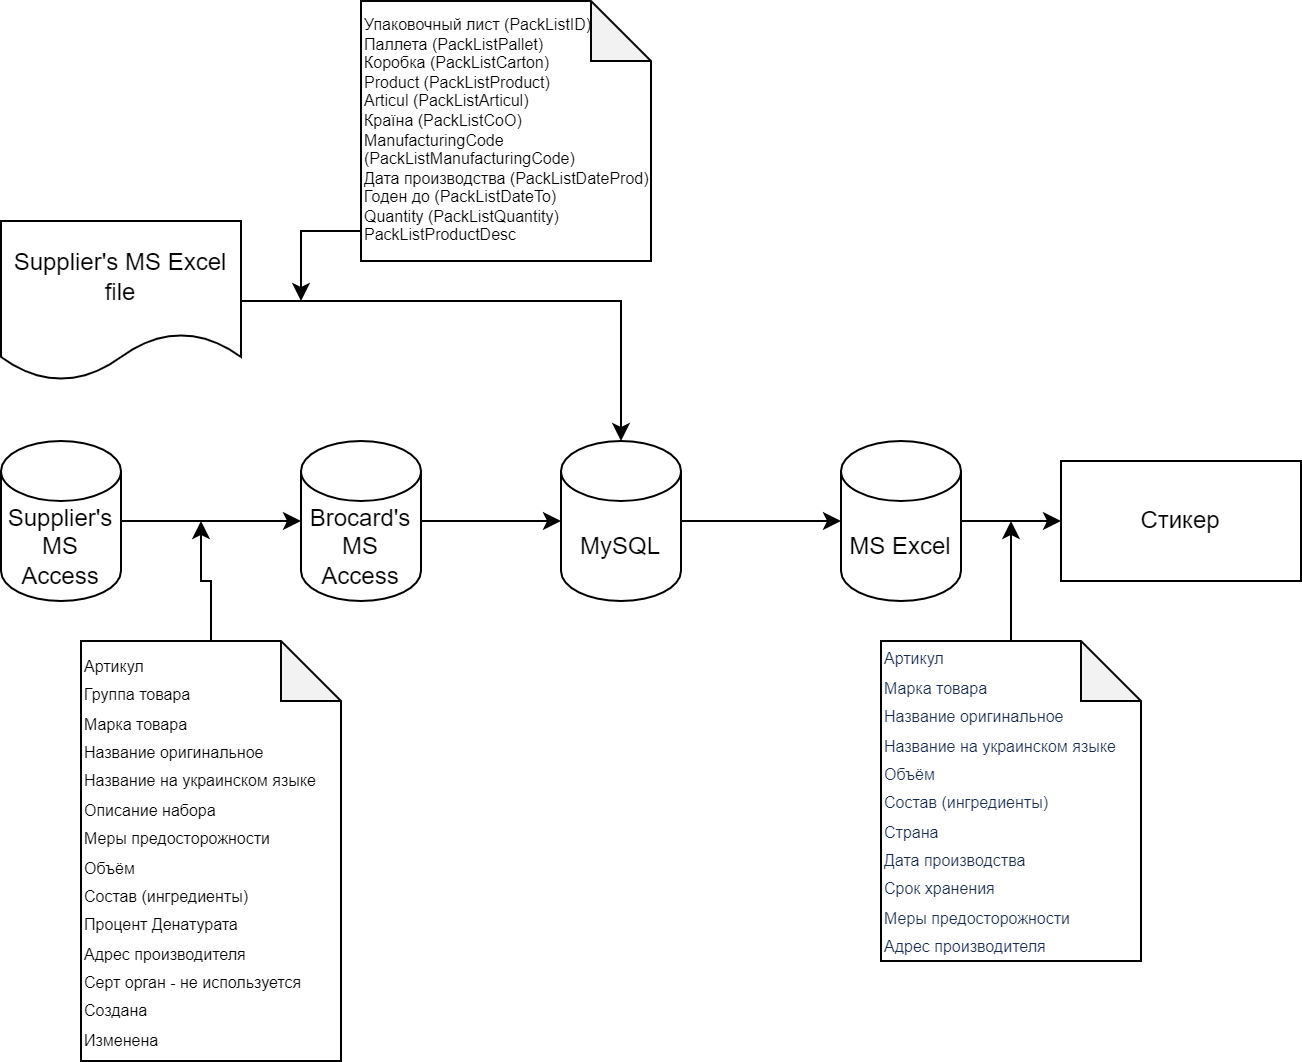 Упаковочный лист (PackListID)
Паллета (PackListPallet)
Коробка (PackListCarton)
Product (PackListProduct)
Articul (PackListArticul)
Країна (PackListCoO)
ManufacturingCode
(PackListManufacturingCode)
Дата производства (PackListDateProd)
Годен до (PackListDateTo)
Quantity (PackListQuantity)
PackListProductDesc
Supplier's MS Excel
file
Supplier's
MS
Access
Brocard's
MS
Access
MySQL
MS Excel
Стикер
Артикул
Группа товара
Марка товара
Название оригинальное
Название на украинском языке
Описание набора
Меры предосторожности
Объём
Состав (ингредиенты)
Процент Денатурата
Адрес производителя
Серт орган - не используется
Создана
Изменена
Артикул
Марка товара
Название оригинальное
Название на украинском языке
Объём
Состав (ингредиенты)
Страна
Дата производства
Срок хранения
Меры предосторожности
Адрес производителя